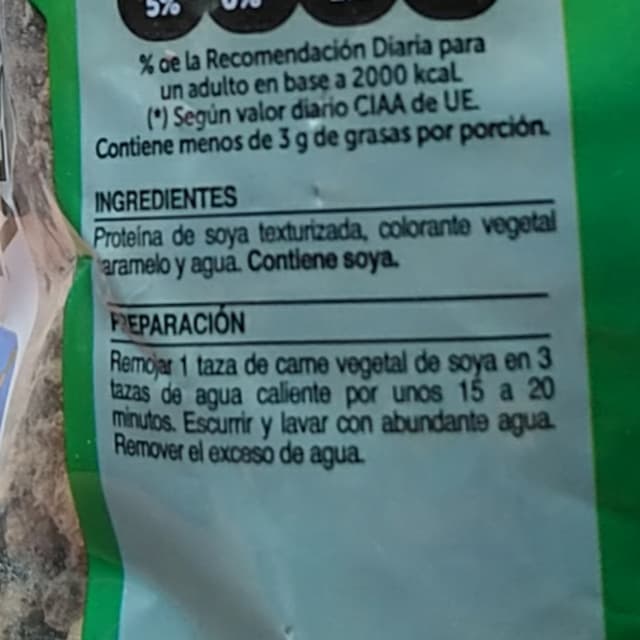 5% 0%
% de la Recomendación Diaria para
un adulto en base a 2000 kcal.
(*) Según valor diario CIAA de UE.
Contiene menos de 3 g de grasas por porción.
INGREDIENTES
Proteína de soya texturizada, colorante vegetal
aramelo y agua. Contiene soya.
PREPARACIÓN
Remojar 1 taza de carne vegetal de soya en 3
tazas de agua caliente por unos 15 a 20
minutos. Escurrir y lavar con abundante agua.
Remover el exceso de agua.